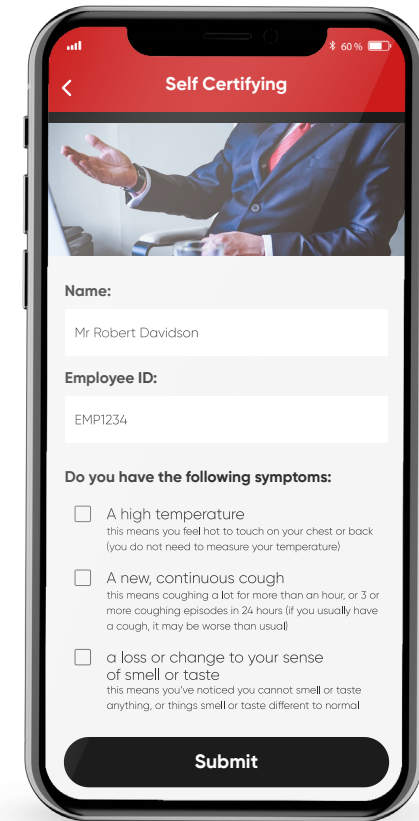 60 %
Self Certifying
Name:
Mr Robert Davidson
Employee ID:
EMP1234
Do you have the following symptoms:
A high temperature
this means you feel hot to touch on your chest or back
(you do not need to measure your temperature)
A new, continuous cough
this means coughing a lot for more than an hour, or 3 or
more coughing episodes in 24 hours (if you usually have
a cough, it may be worse than usual)
a loss or change to your sense
of smell or taste
this means you've noticed you cannot smell or taste
anything, or things smell or taste different to normal
Submit